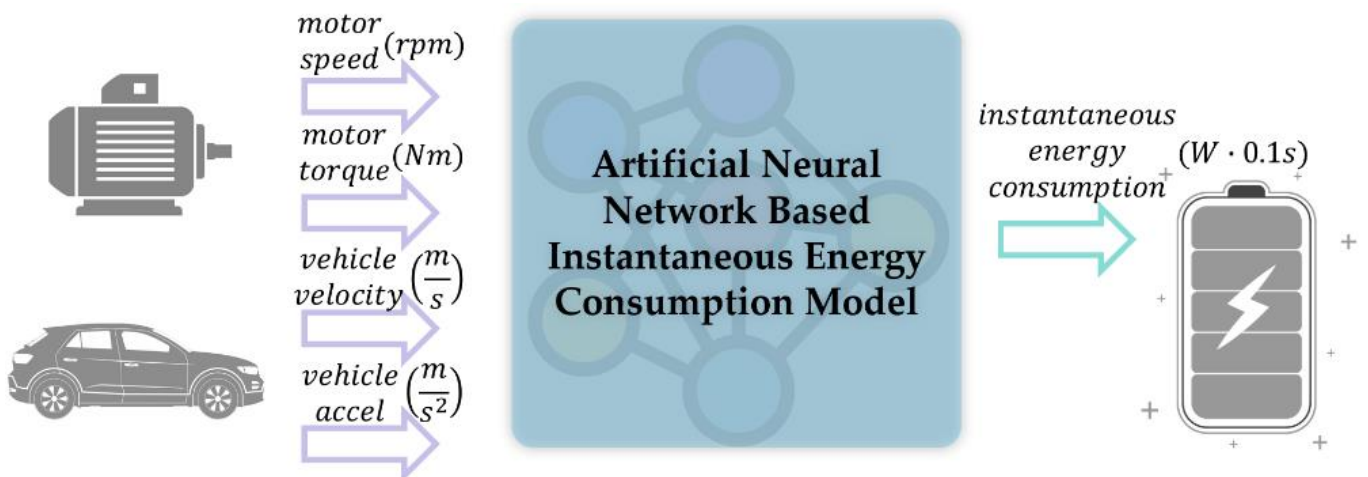 motor
speed (rpm)
motor
torque (Nm)
vehicle
velocity (m/s)
vehicle
accel (m/s²)
Artificial Neural
Network Based
Instantaneous Energy
Consumption Model
instantaneous
energy
consumption (W · 0.1s)